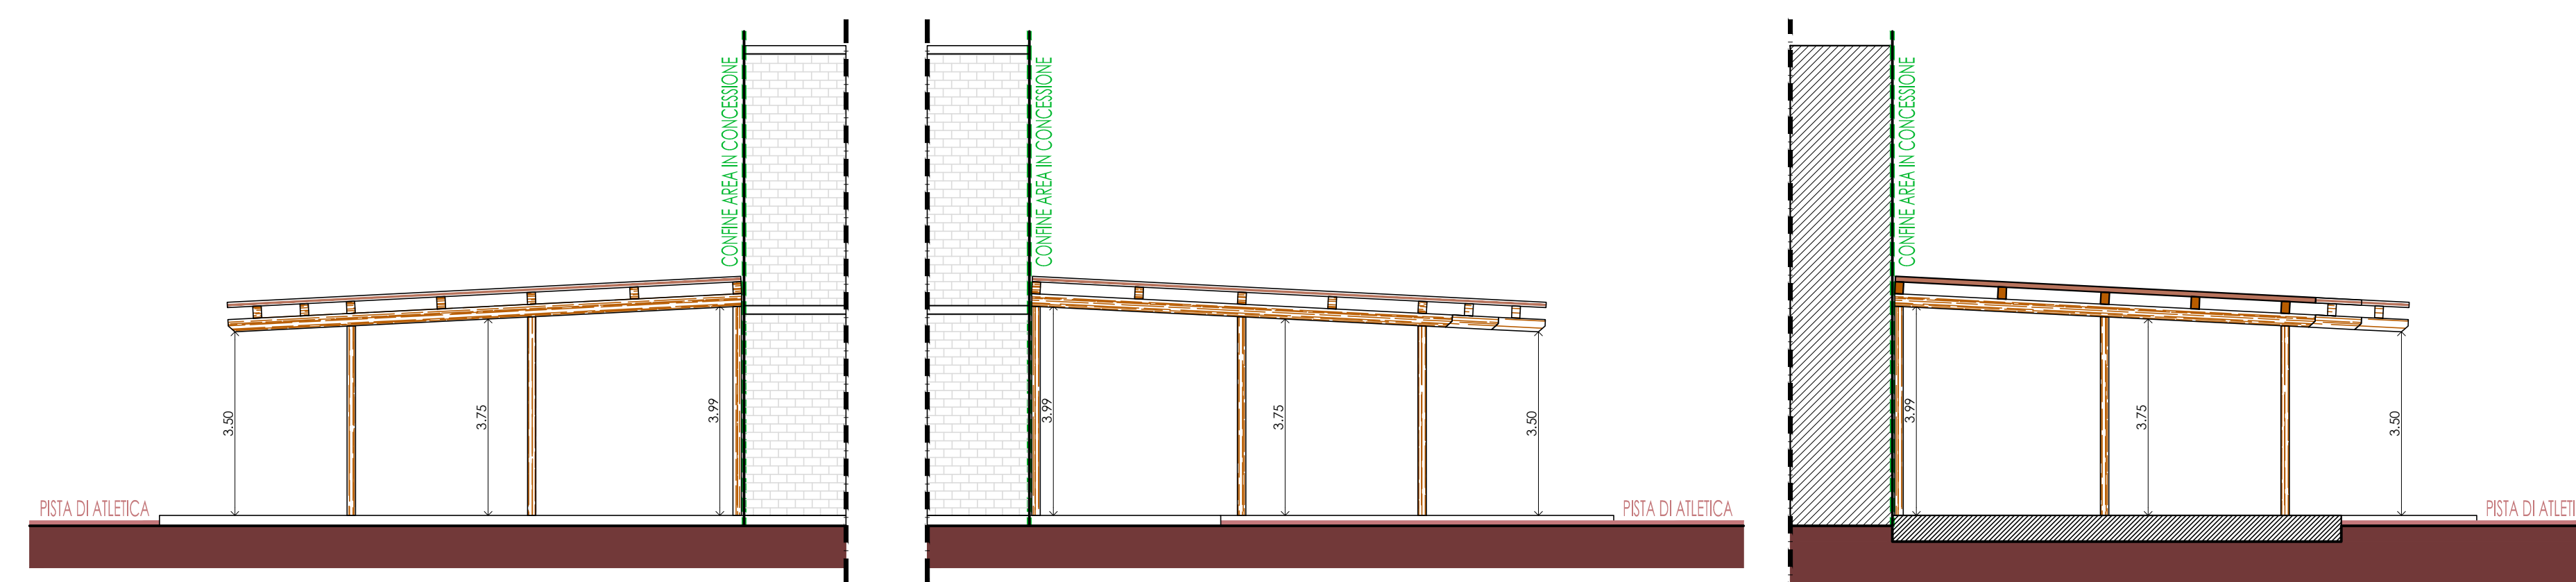 CONFINE AREA IN CONCESSIONE
3.50
3.75
3.99
PISTA DI ATLETICA
CONFINE AREA IN CONCESSIONE
3.99
3.75
3.50
PISTA DI ATLETICA
CONFINE AREA IN CONCESSIONE
3.99
3.75
3.50
PISTA DI ATLETI